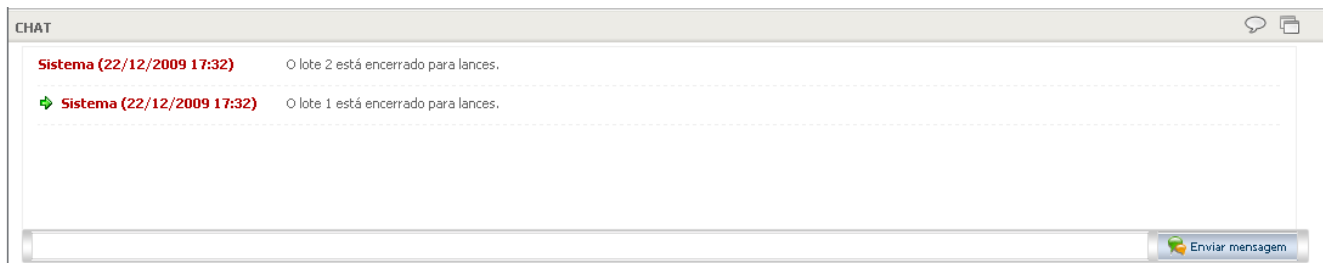 CHAT
Sistema (22/12/2009 17:32) O lote 2 está encerrado para lances.
Sistema (22/12/2009 17:32) O lote 1 está encerrado para lances.
Enviar mensagem